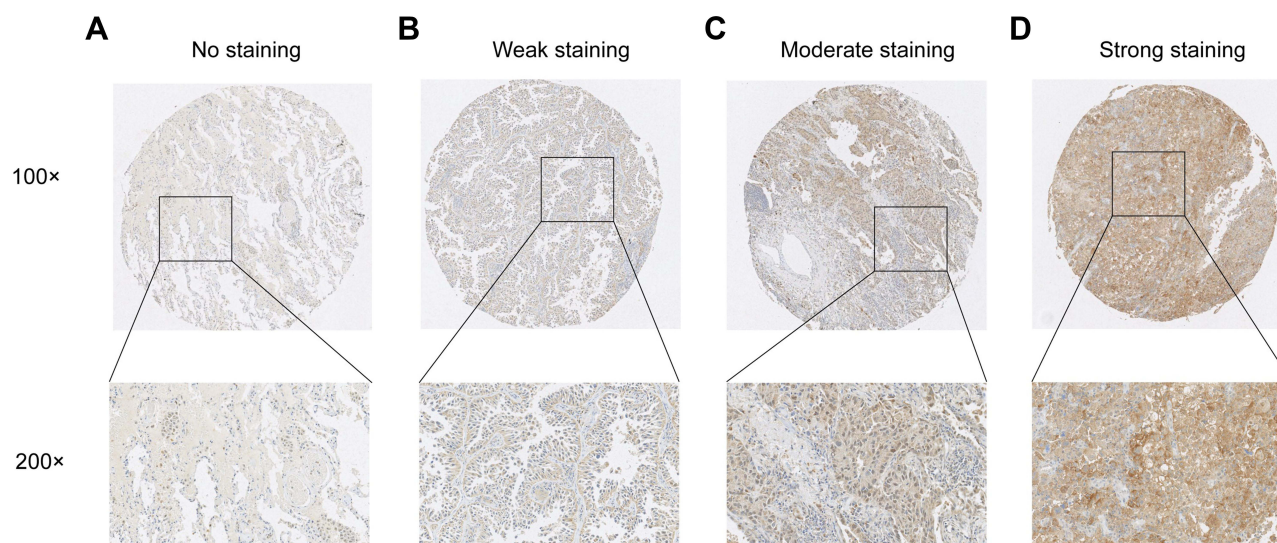 A
No staining
B
Weak staining
C
Moderate staining
D
Strong staining
100×
200×